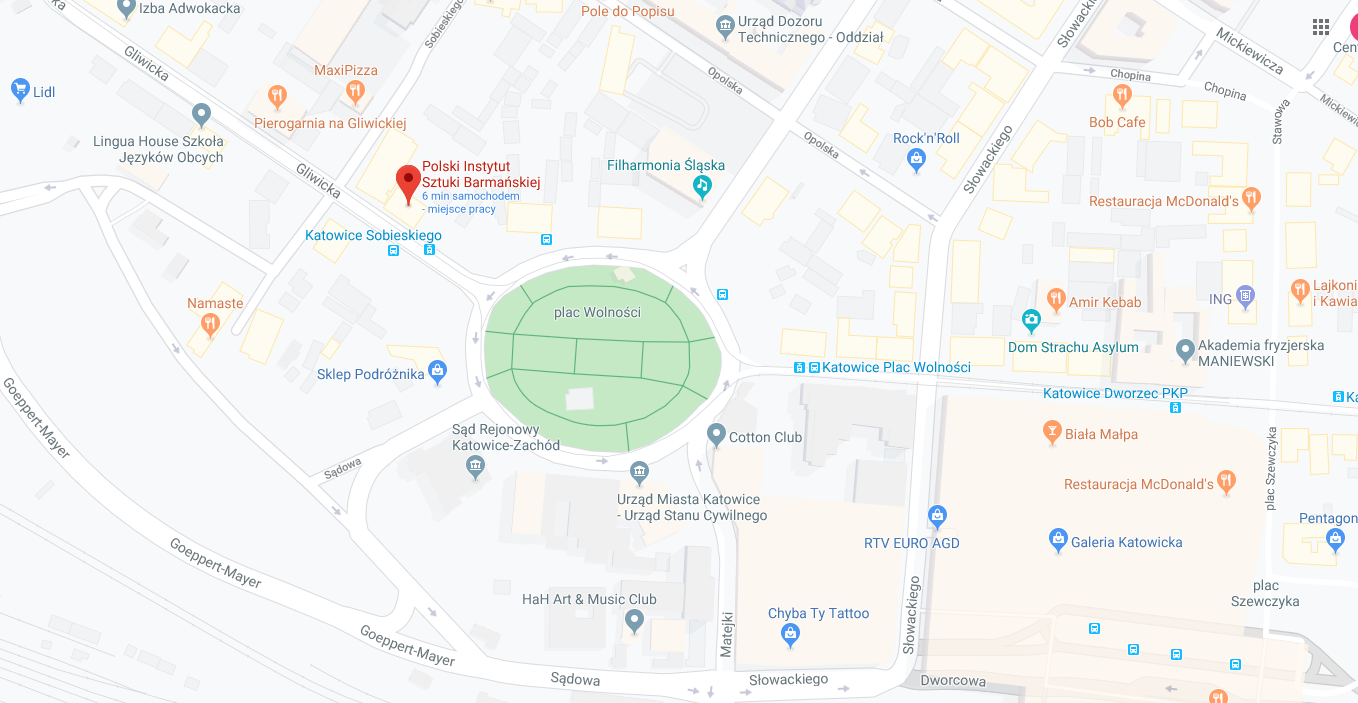 Izba Adwokacka
Sobieskiego
Pole do Popisu
Urząd Dozoru
Technicznego - Oddział
Słowackiego
Mickiewicza
Gliwicka
MaxiPizza
Opolska
Chopina
Chopina
Mickiewicza
Lidl
Pierogarnia na Gliwickiej
Bob Cafe
Stawowa
Lingua House Szkoła
Języków Obcych
Rock'n'Roll
Opolska
Słowackiego
Gliwicka
Polski Instytut
Sztuki Barmańskiej
6 min samochodem
- miejsce pracy
Filharmonia Śląska
Restauracja McDonald's
Katowice Sobieskiego
Namaste
plac Wolności
Amir Kebab
ING
Lajkoni
i Kawia
Dom Strachu Asylum
Akademia fryzjerska
MANIEWSKI
Sklep Podróżnika
Katowice Plac Wolności
Katowice Dworzec PKP
Goeppert-Mayer
Sąd Rejonowy
Katowice-Zachód
Cotton Club
Biała Małpa
Sądowa
plac Szewczyka
Restauracja McDonald's
Urząd Miasta Katowice
- Urząd Stanu Cywilnego
Pentagon
RTV EURO AGD
Galeria Katowicka
Goeppert-Mayer
plac
Szewczyka
HaH Art & Music Club
Chyba Ty Tattoo
Matejki
Słowackiego
Goeppert-Mayer
Sądowa
Słowackiego
Dworcowa